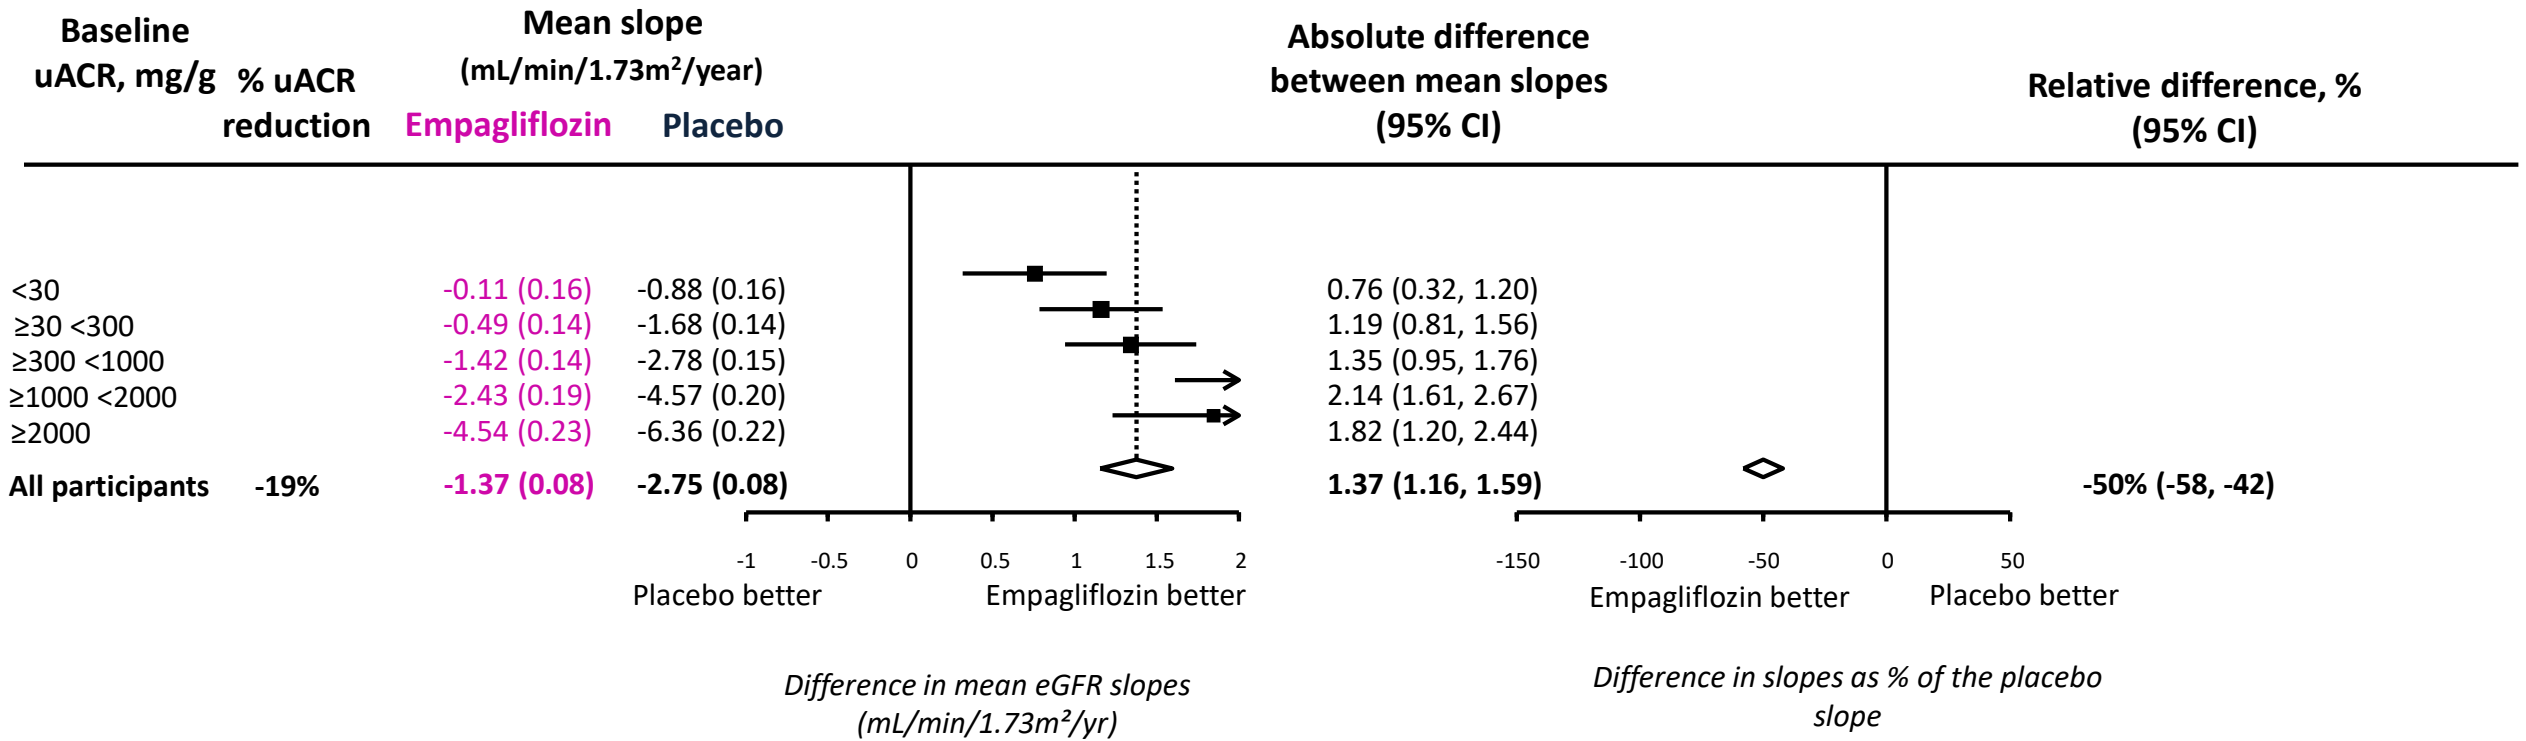 Baseline
uACR, mg/g
% uACR
reduction
Mean slope
(mL/min/1.73m²/year)
Empagliflozin Placebo
Absolute difference
between mean slopes
(95% CI)
Relative difference, %
(95% CI)
<30 -0.11 (0.16) -0.88 (0.16) 0.76 (0.32, 1.20)
≥30 <300 -0.49 (0.14) -1.68 (0.14) 1.19 (0.81, 1.56)
≥300 <1000 -1.42 (0.14) -2.78 (0.15) 1.35 (0.95, 1.76)
≥1000 <2000 -2.43 (0.19) -4.57 (0.20) 2.14 (1.61, 2.67)
≥2000 -4.54 (0.23) -6.36 (0.22) 1.82 (1.20, 2.44)
All participants -19% -1.37 (0.08) -2.75 (0.08) 1.37 (1.16, 1.59) -50% (-58, -42)
-1 -0.5 0 0.5 1 1.5 2 -150 -100 -50 0 50
Placebo better Empagliflozin better Empagliflozin better Placebo better
Difference in mean eGFR slopes
(mL/min/1.73m²/yr)
Difference in slopes as % of the placebo
slope